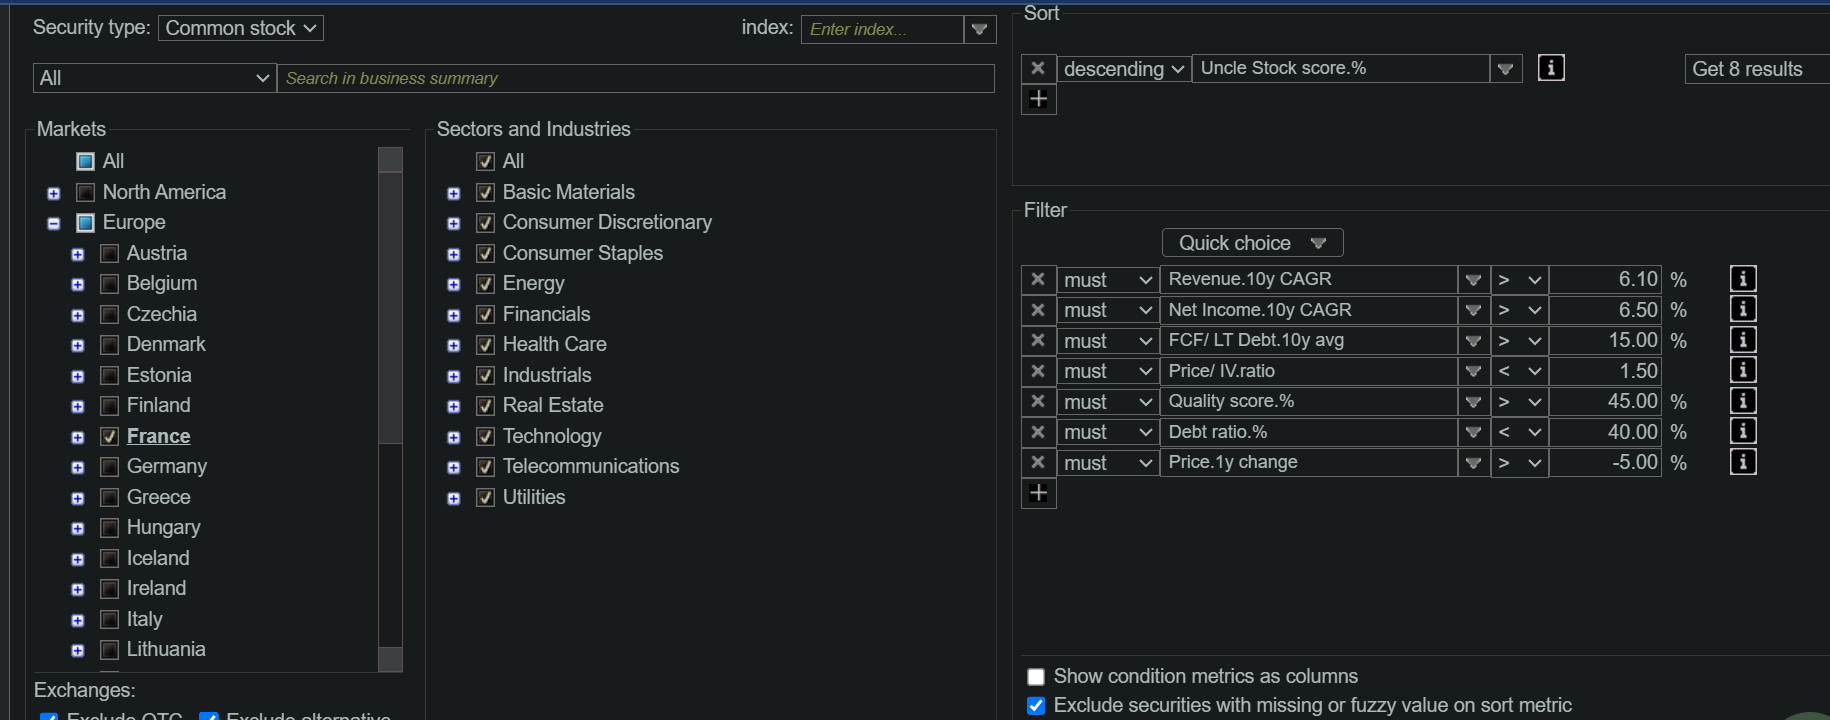 Security type: Common stock
index: Enter index...
All Search in business summary
Markets
All
North America
Europe
Austria
Belgium
Czechia
Denmark
Estonia
Finland
France
Germany
Greece
Hungary
Iceland
Ireland
Italy
Lithuania
Exchanges:
Exclude OTC Exclude alternative
Sectors and Industries
All
Basic Materials
Consumer Discretionary
Consumer Staples
Energy
Financials
Health Care
Industrials
Real Estate
Technology
Telecommunications
Utilities
Sort
descending Uncle Stock score.% i Get 8 results
Filter
Quick choice
must Revenue.10y CAGR > 6.10 % i
must Net Income.10y CAGR > 6.50 % i
must FCF/ LT Debt.10y avg > 15.00 % i
must Price/ IV.ratio < 1.50 i
must Quality score.% > 45.00 % i
must Debt ratio.% < 40.00 % i
must Price.1y change > -5.00 % i
Show condition metrics as columns
Exclude securities with missing or fuzzy value on sort metric